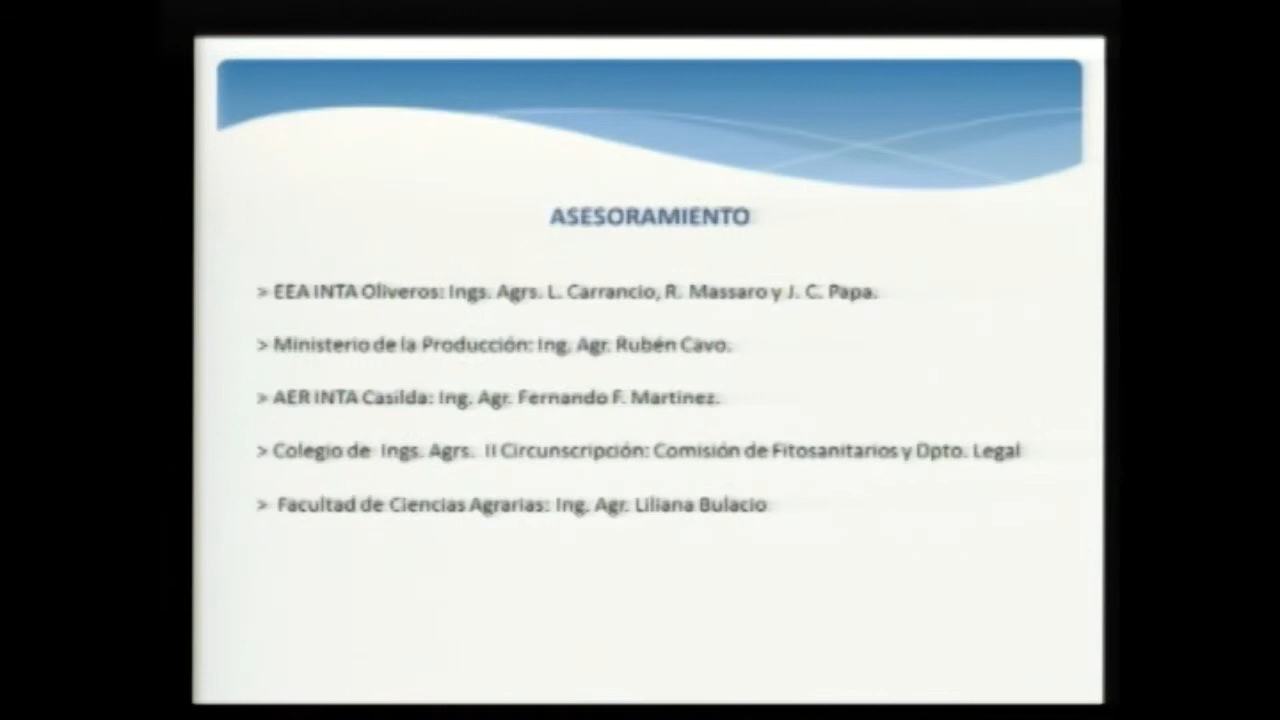 ASESORAMIENTO
> EEA INTA Oliveros: Ings. Agrs. L. Carrancio, R. Massaro y J. C. Papa.
> Ministerio de la Producción: Ing. Agr. Rubén Cavo.
> AER INTA Casilda: Ing. Agr. Fernando F. Martinez.
> Colegio de Ings. Agrs. II Circunscripción: Comisión de Fitosanitarios y Dpto. Legal
> Facultad de Ciencias Agrarias: Ing. Agr. Liliana Bulacio